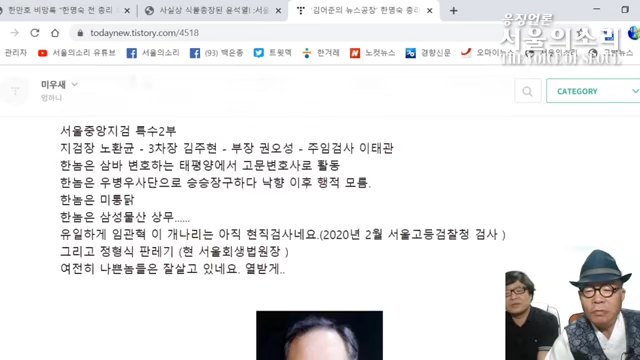 한만호 비망록 "한명숙 전 총리
사실상 식물총장된 윤석열! :서울
'김어준의 뉴스공장' 한명숙 총리
todaynew.tistory.com/4518
관리자 서울의소리 유튜브 서울의소리 (93) 백은종 트윗덱 한겨레 노컷뉴스 경향신문 오마이뉴스
응징언론
서울의소리
THE VOICE OF SEOUL
미우새
멍하니
CATEGORY
서울중앙지검 특수2부
지검장 노환균 - 3차장 김주현 - 부장 권오성 - 주임검사 이태관
한놈은 삼바 변호하는 태평양에서 고문변호사로 활동
한놈은 우병우사단으로 승승장구하다 낙향 이후 행적 모름.
한놈은 미통닭
한놈은 삼성물산 상무......
유일하게 임관혁 이 개나리는 아직 현직검사네요.(2020년 2월 서울고등검찰청 검사 )
그리고 정형식 판레기 (현 서울회생법원장 )
여전히 나쁜놈들은 잘살고 있네요. 열받게..